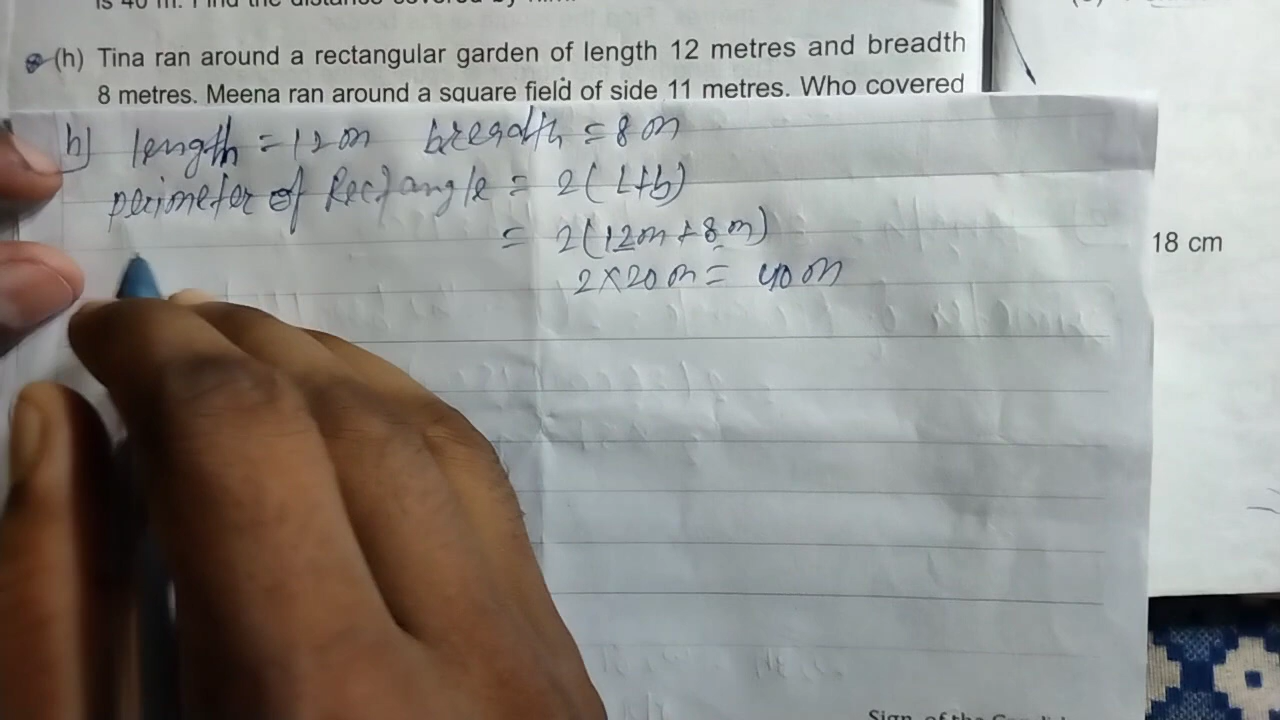 (h) Tina ran around a rectangular garden of length 12 metres and breadth
8 metres. Meena ran around a square field of side 11 metres. Who covered
h) length = 12m breadth = 8m
perimeter of Rectangle = 2(L+b)
= 2(12m+8m)
2×20m = 40m
18 cm